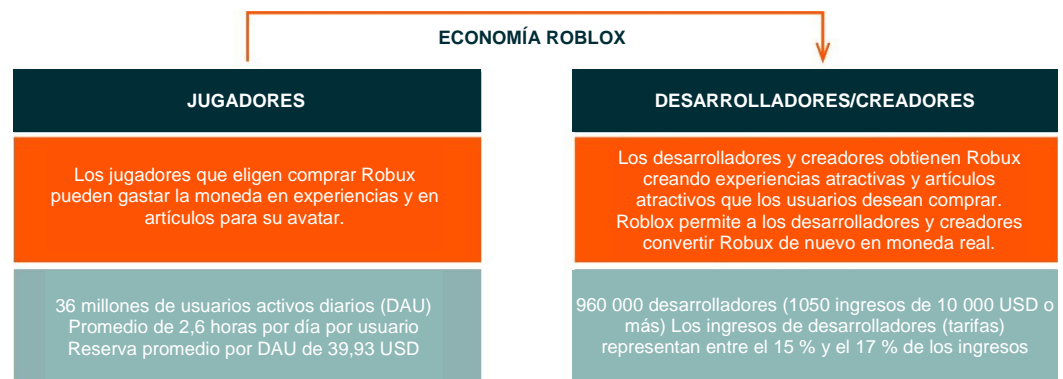 ECONOMÍA ROBLOX
JUGADORES
Los jugadores que eligen comprar Robux
pueden gastar la moneda en experiencias y en
artículos para su avatar.
36 millones de usuarios activos diarios (DAU)
Promedio de 2,6 horas por día por usuario
Reserva promedio por DAU de 39,93 USD
DESARROLLADORES/CREADORES
Los desarrolladores y creadores obtienen Robux
creando experiencias atractivas y artículos
atractivos que los usuarios desean comprar.
Roblox permite a los desarrolladores y creadores
convertir Robux de nuevo en moneda real.
960 000 desarrolladores (1050 ingresos de 10 000 USD o
más) Los ingresos de desarrolladores (tarifas)
representan entre el 15 % y el 17 % de los ingresos